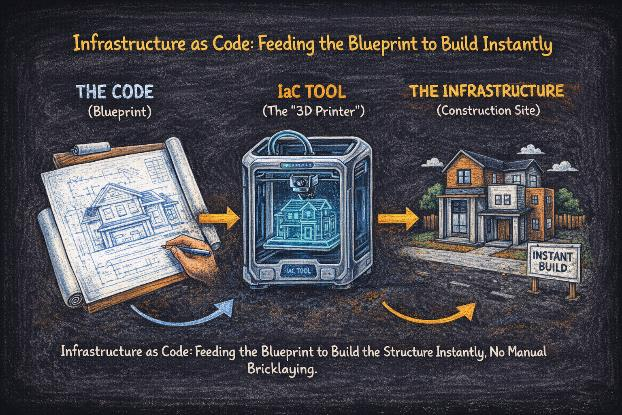 Infrastructure as Code: Feeding the Blueprint to Build Instantly
THE CODE
(Blueprint)
IaC TOOL
(The "3D Printer")
THE INFRASTRUCTURE
(Construction Site)
IaC TOOL
INSTANT
BUILD
Infrastructure as Code: Feeding the Blueprint to Build the Structure Instantly, No Manual
Bricklaying.